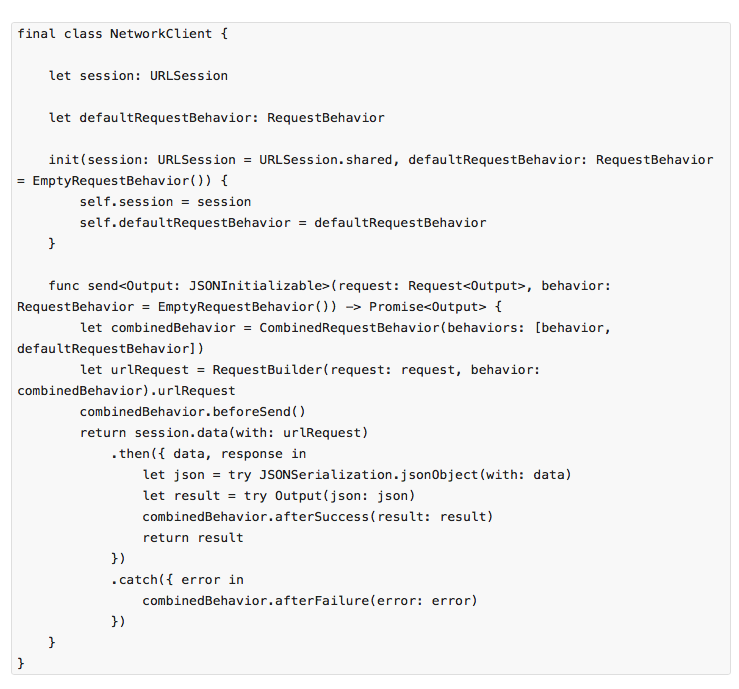 final class NetworkClient {
    let session: URLSession
    let defaultRequestBehavior: RequestBehavior
    init(session: URLSession = URLSession.shared, defaultRequestBehavior: RequestBehavior
= EmptyRequestBehavior()) {
        self.session = session
        self.defaultRequestBehavior = defaultRequestBehavior
    }
    func send<Output: JSONInitializable>(request: Request<Output>, behavior:
RequestBehavior = EmptyRequestBehavior()) -> Promise<Output> {
        let combinedBehavior = CombinedRequestBehavior(behaviors: [behavior,
defaultRequestBehavior])
        let urlRequest = RequestBuilder(request: request, behavior:
combinedBehavior).urlRequest
        combinedBehavior.beforeSend()
        return session.data(with: urlRequest)
            .then({ data, response in
                let json = try JSONSerialization.jsonObject(with: data)
                let result = try Output(json: json)
                combinedBehavior.afterSuccess(result: result)
                return result
            })
            .catch({ error in
                combinedBehavior.afterFailure(error: error)
            })
    }
}